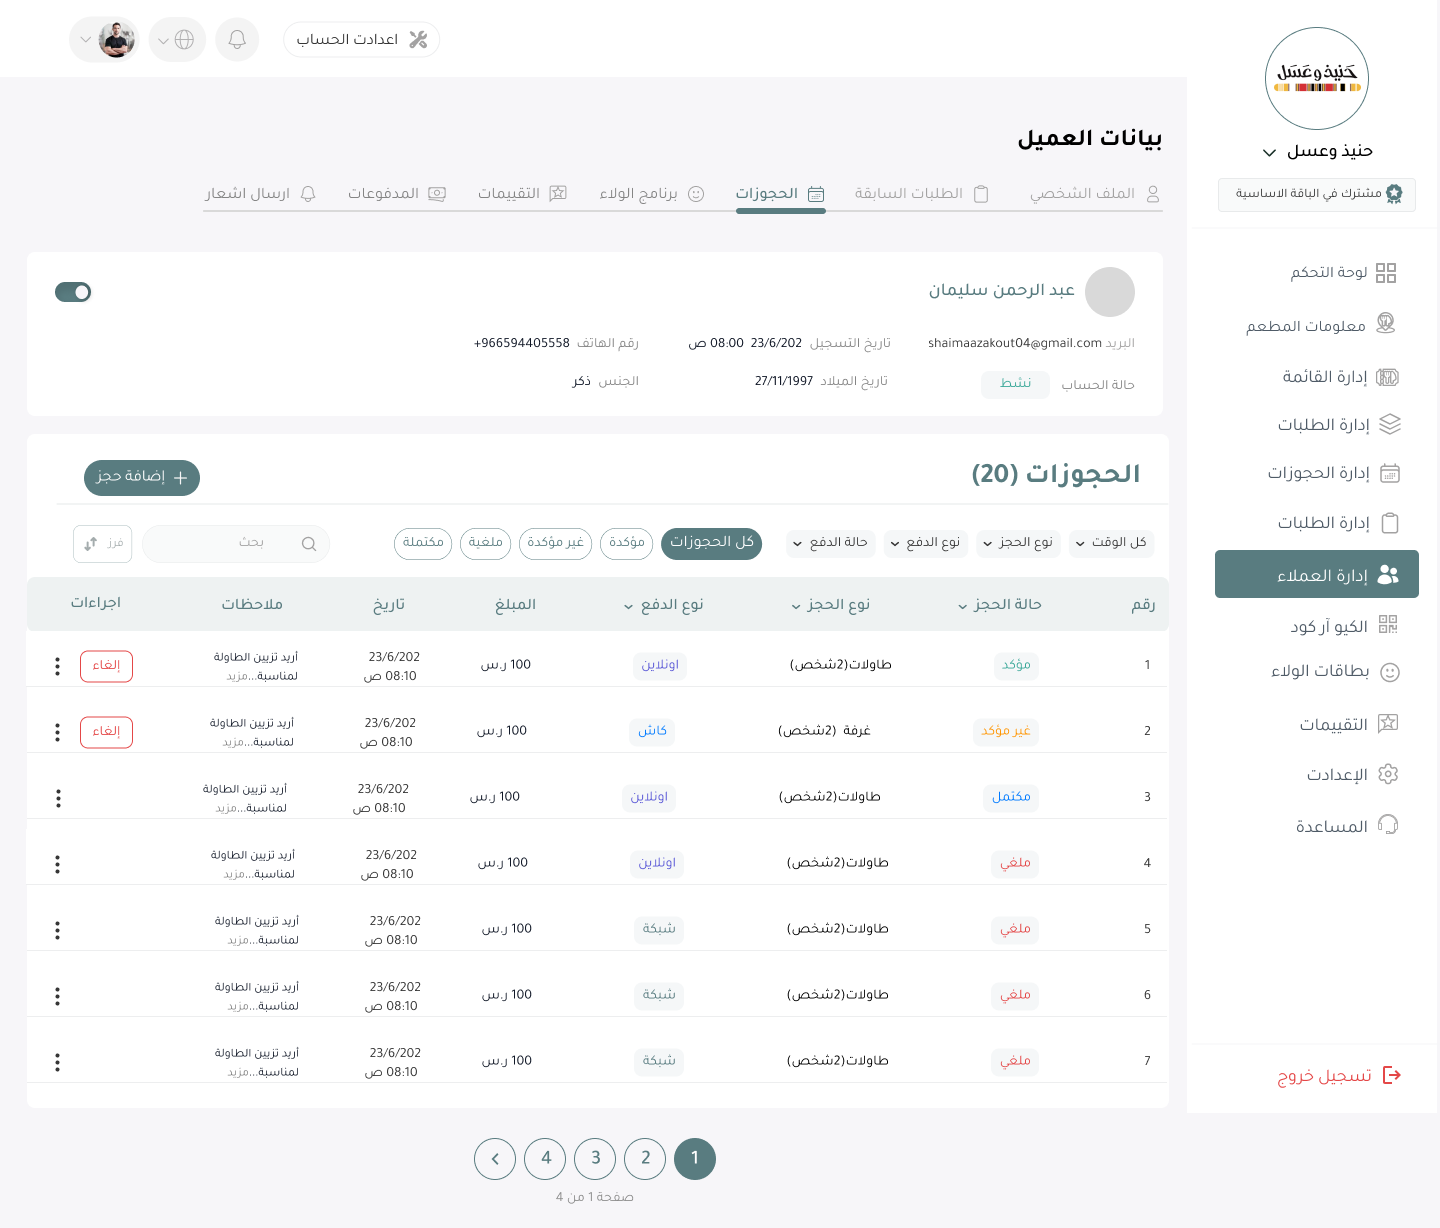 اعدادت الحساب
حنيذ وعسل
حنيذ وعسل
مشترك في الباقة الاساسية
لوحة التحكم
معلومات المطعم
إدارة القائمة
إدارة الطلبات
إدارة الحجوزات
إدارة الطلبات
إدارة العملاء
الكيو آر كود
بطاقات الولاء
التقييمات
الإعدادت
المساعدة
تسجيل خروج
بيانات العميل
الملف الشخصي الطلبات السابقة الحجوزات برنامج الولاء التقييمات المدفوعات ارسال اشعار
عبد الرحمن سليمان
البريد shaimaazakout04@gmail.com تاريخ التسجيل 23/6/202 08:00 ص رقم الهاتف +966594405558
حالة الحساب نشط تاريخ الميلاد 27/11/1997 الجنس ذكر
الحجوزات (20) إضافة حجز
كل الوقت نوع الحجز نوع الدفع حالة الدفع كل الحجوزات مؤكدة غير مؤكدة ملغية مكتملة بحث فرز
رقم حالة الحجز نوع الحجز نوع الدفع المبلغ تاريخ ملاحظات اجراءات
1 مؤكد طاولات(2شخص) اونلاين 100 ر.س 23/6/202 أريد تزيين الطاولة إلغاء
08:10 ص لمناسبة...مزيد
2 غير مؤكد غرفة (2شخص) كاش 100 ر.س 23/6/202 أريد تزيين الطاولة إلغاء
08:10 ص لمناسبة...مزيد
3 مكتمل طاولات(2شخص) اونلاين 100 ر.س 23/6/202 أريد تزيين الطاولة
08:10 ص لمناسبة...مزيد
4 ملغي طاولات(2شخص) اونلاين 100 ر.س 23/6/202 أريد تزيين الطاولة
08:10 ص لمناسبة...مزيد
5 ملغي طاولات(2شخص) شبكة 100 ر.س 23/6/202 أريد تزيين الطاولة
08:10 ص لمناسبة...مزيد
6 ملغي طاولات(2شخص) شبكة 100 ر.س 23/6/202 أريد تزيين الطاولة
08:10 ص لمناسبة...مزيد
7 ملغي طاولات(2شخص) شبكة 100 ر.س 23/6/202 أريد تزيين الطاولة
08:10 ص لمناسبة...مزيد
1 2 3 4
صفحة 1 من 4